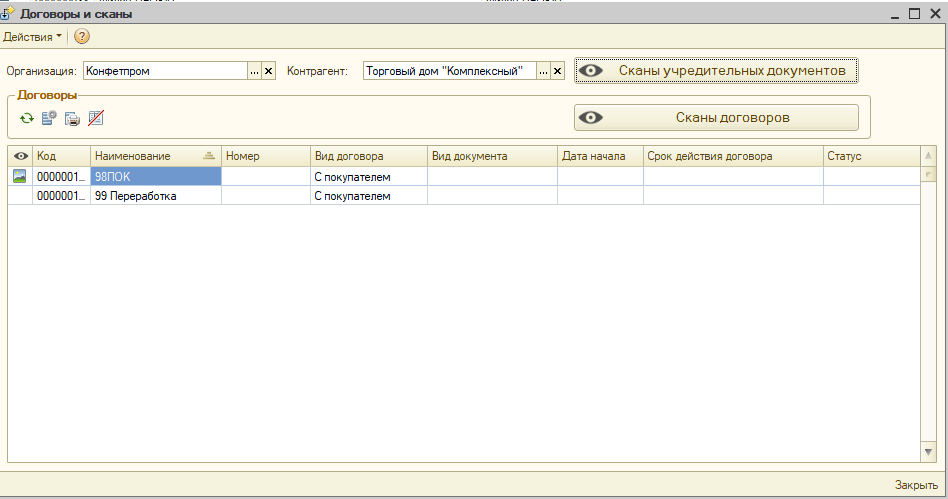 Договоры и сканы
Действия
Организация: Конфетпром ... x Контрагент: Торговый дом "Комплексный" ... x Сканы учредительных документов
Договоры
Сканы договоров
Код Наименование Номер Вид договора Вид документа Дата начала Срок действия договора Статус
0000001... 98ПОК С покупателем
0000001... 99 Переработка С покупателем
Закрыть